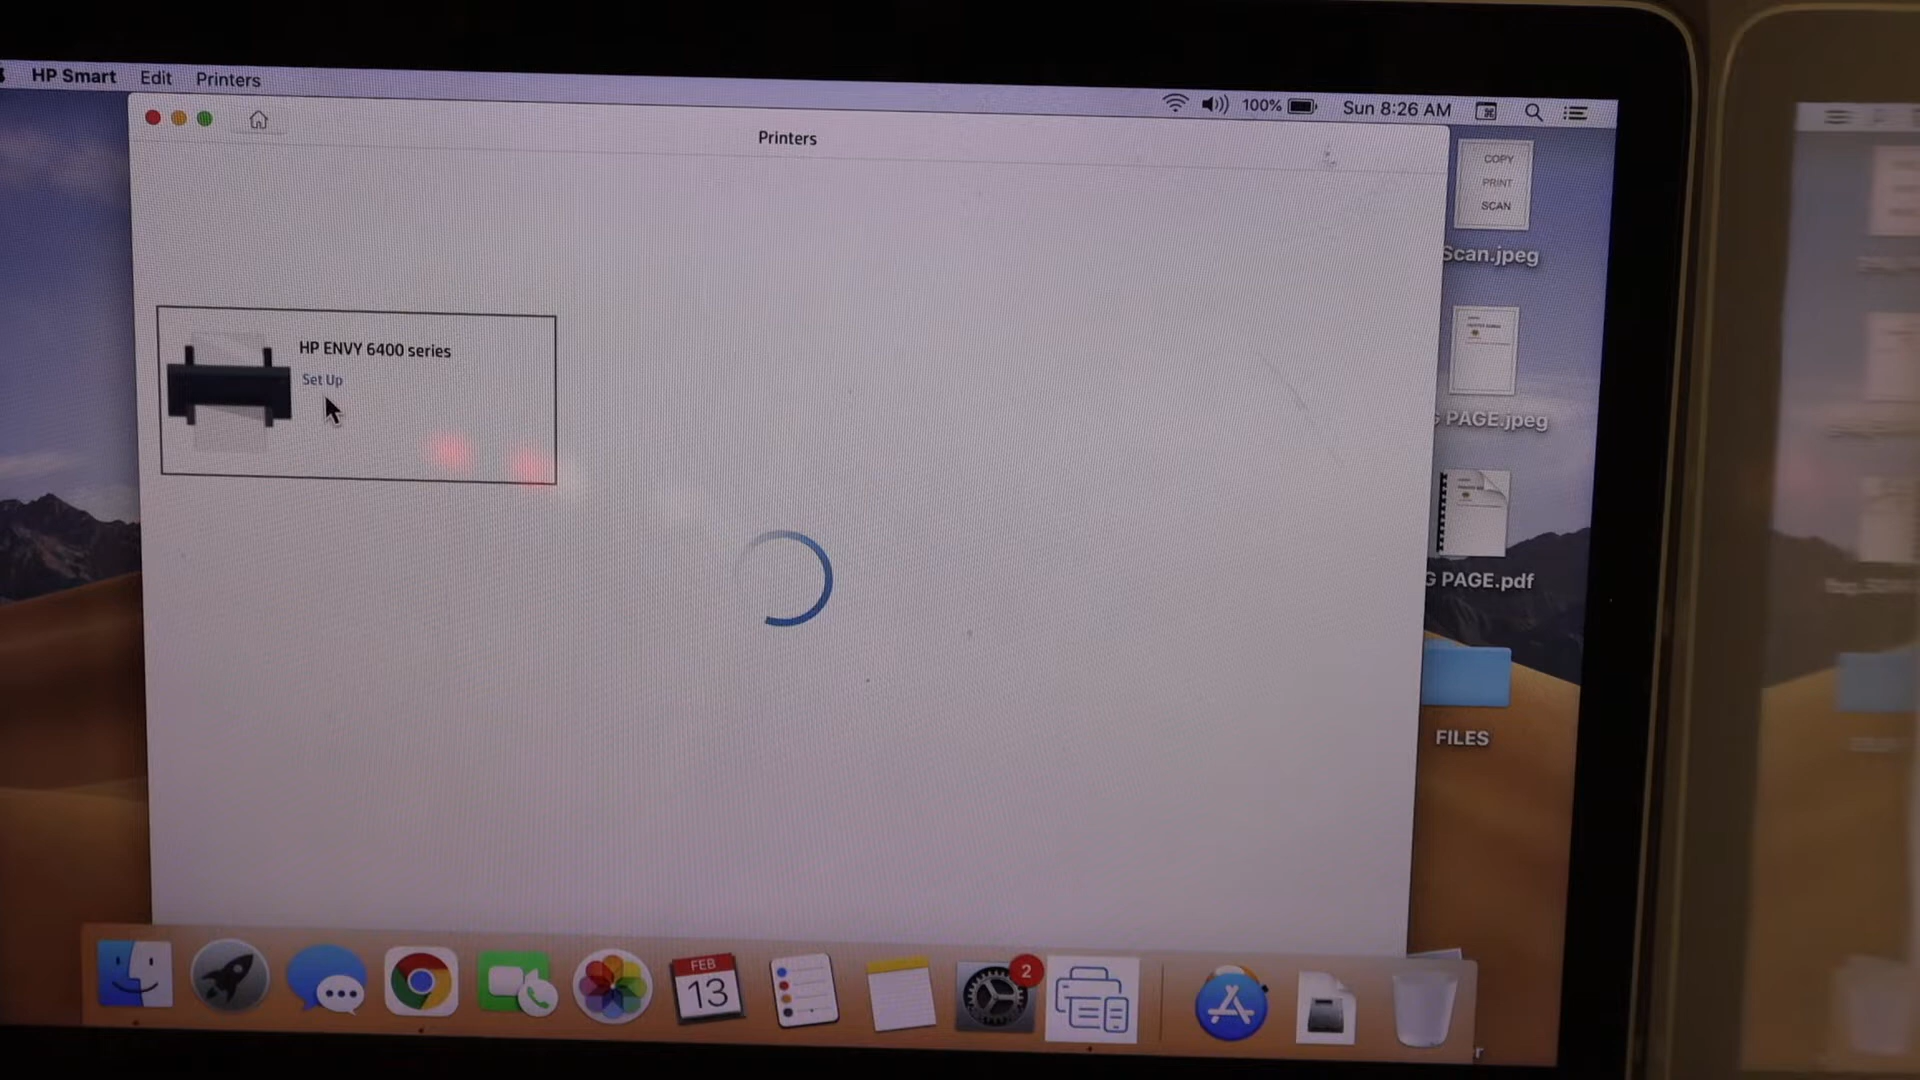 HP Smart Edit Printers
100% Sun 8:26 AM
Printers
HP ENVY 6400 series
Set Up
COPY
PRINT
SCAN
Scan.jpeg
PAGE.jpeg
G PAGE.pdf
FILES
FEB
13
2